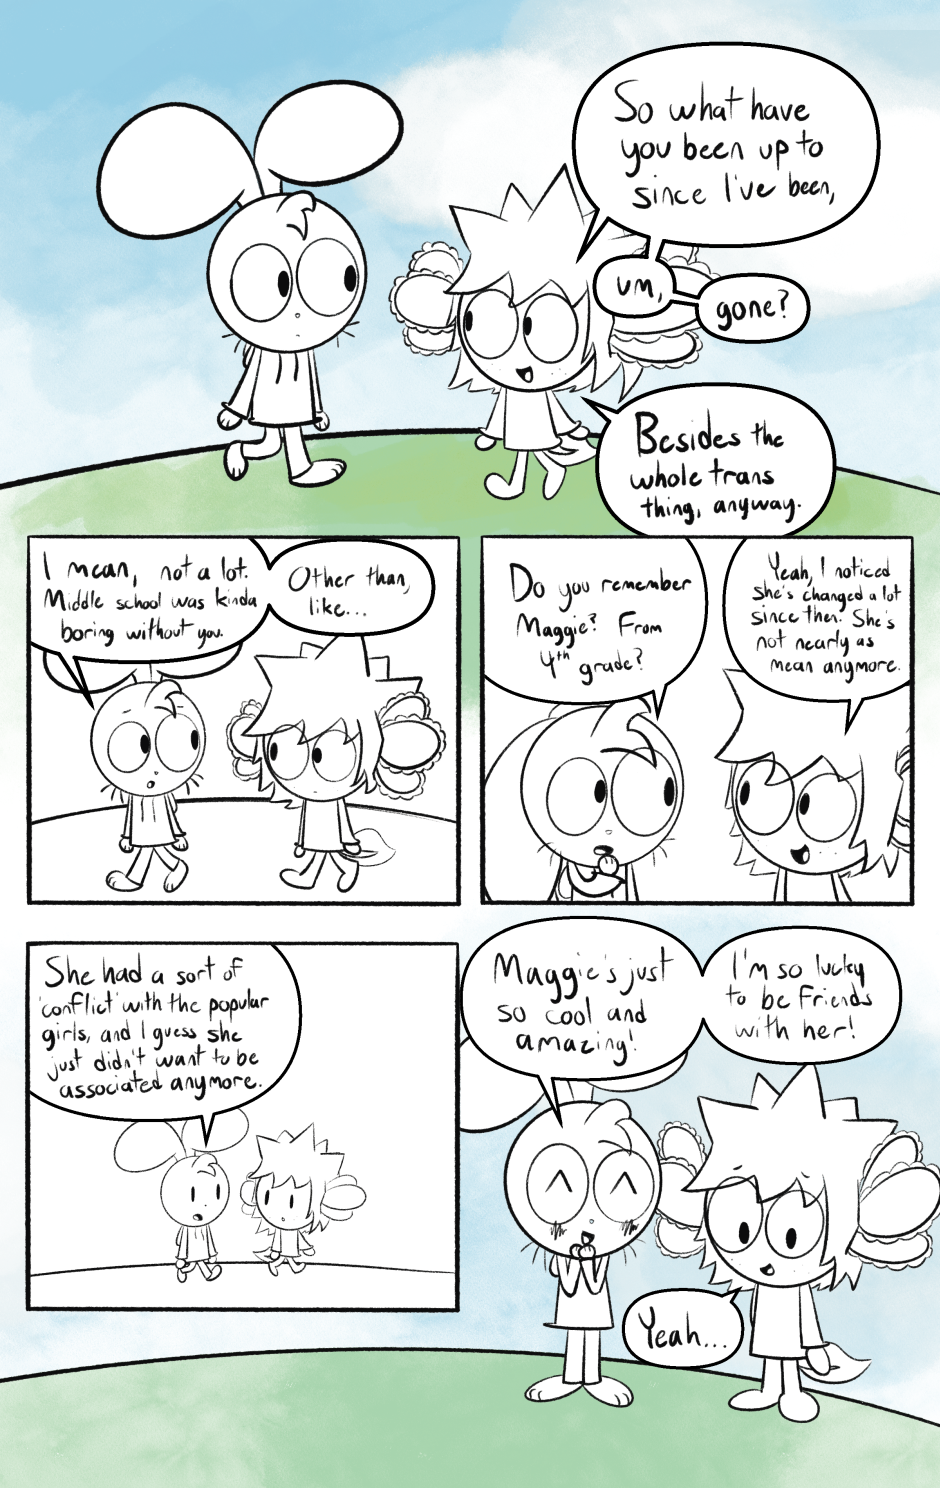 So what have
you been up to
since I've been,
um,
gone?
Besides the
whole trans
thing, anyway.
I mean, not a lot.
Middle school was kinda
boring without you.
Other than,
like...
Do you remember
Maggie? From
4th grade?
Yeah, I noticed
she's changed a lot
since then. She's
not nearly as
mean anymore.
She had a sort of
'conflict' with the popular
girls, and I guess she
just didn't want to be
associated anymore.
Maggie's just
so cool and
amazing!
I'm so lucky
to be friends
with her!
Yeah...